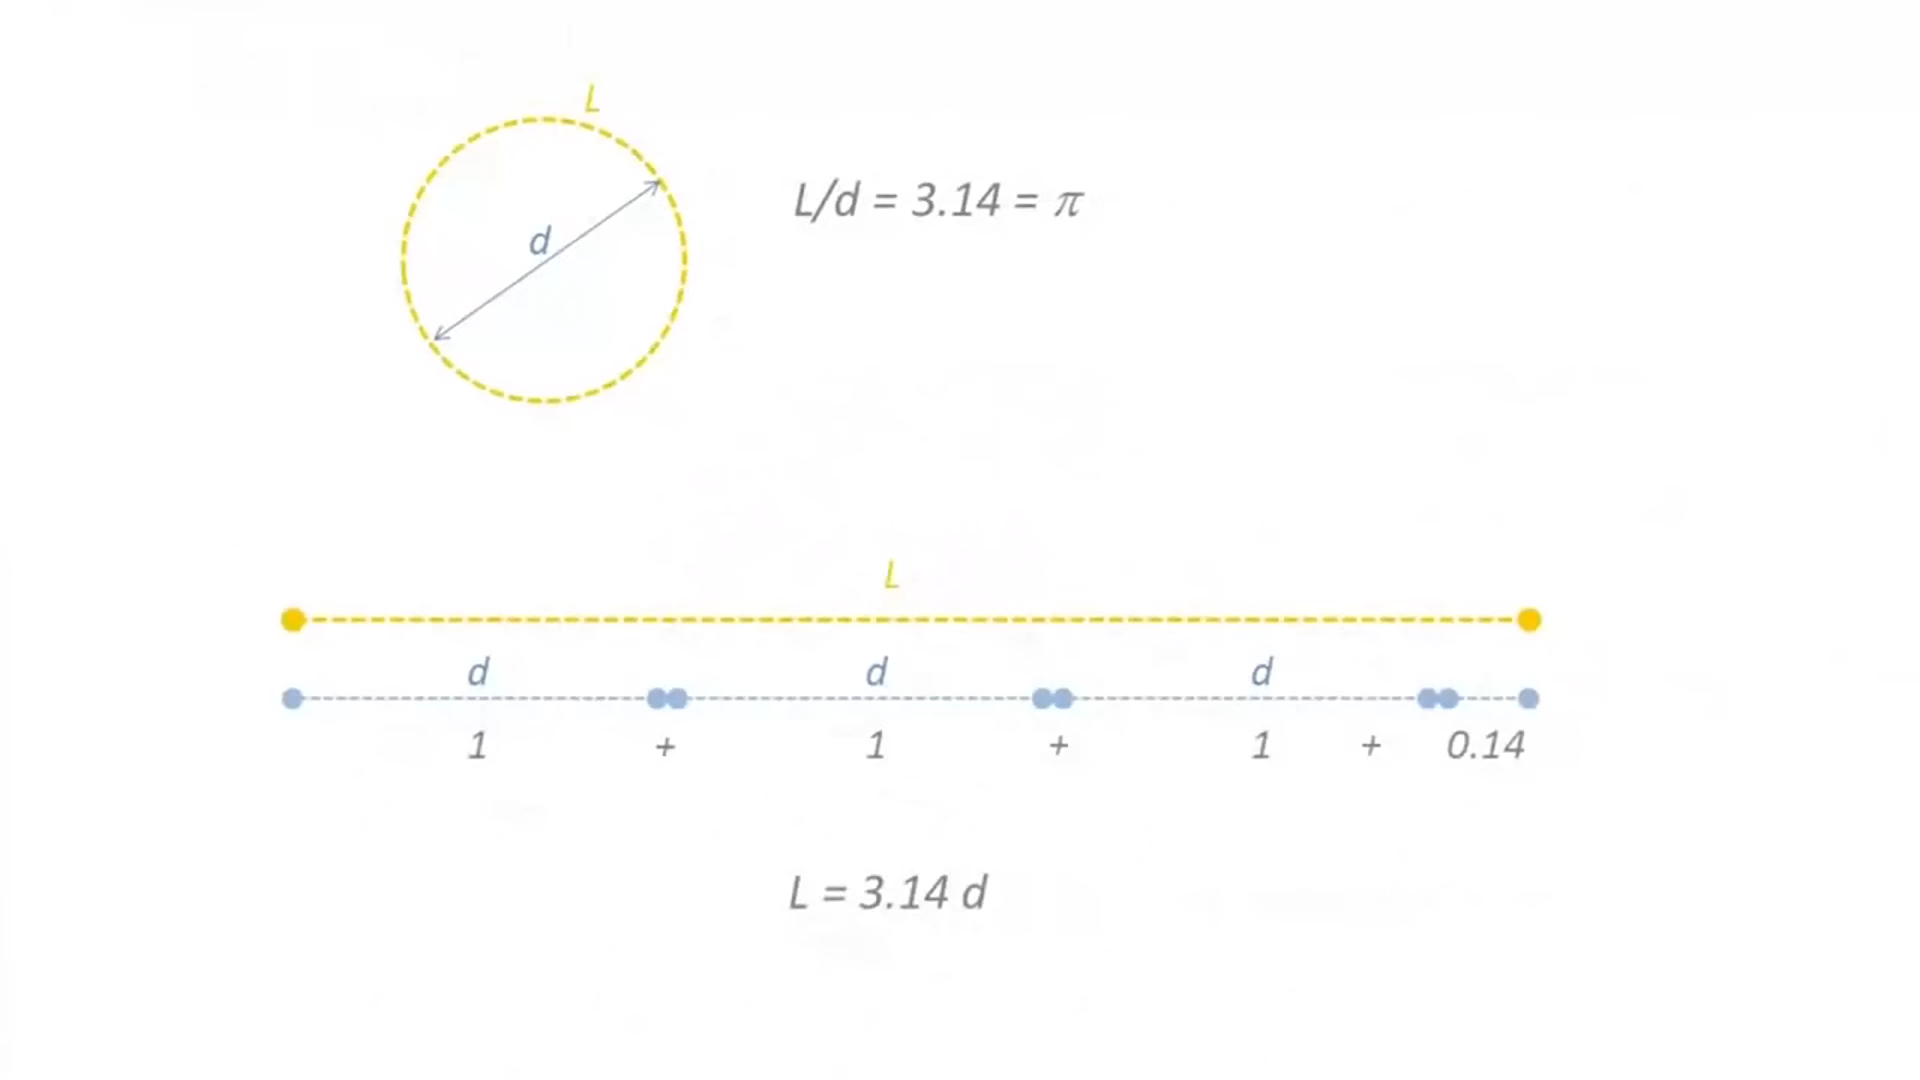 L
d
L/d = 3.14 = π
L
d d d
1 + 1 + 1 + 0.14
L = 3.14 d